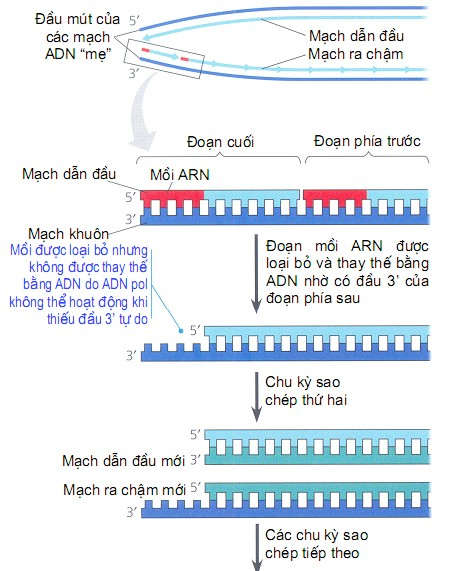 Đầu mút của
các mạch
ADN “mẹ”
5’
3’
Mạch dẫn đầu
Mạch ra chậm
Đoạn cuối
Đoạn phía trước
Mạch dẫn đầu
Mồi ARN
5’
3’
Mạch khuôn
Mồi được loại bỏ nhưng
không được thay thế
bằng ADN do ADN pol
không thể hoạt động khi
thiếu đầu 3’ tự do
Đoạn mồi ARN được
loại bỏ và thay thế bằng
ADN nhờ có đầu 3’ của
đoạn phía sau
5’
3’
Chu kỳ sao
chép thứ hai
5’
Mạch dẫn đầu mới
3’
Mạch ra chậm mới
5’
3’
Các chu kỳ sao
chép tiếp theo